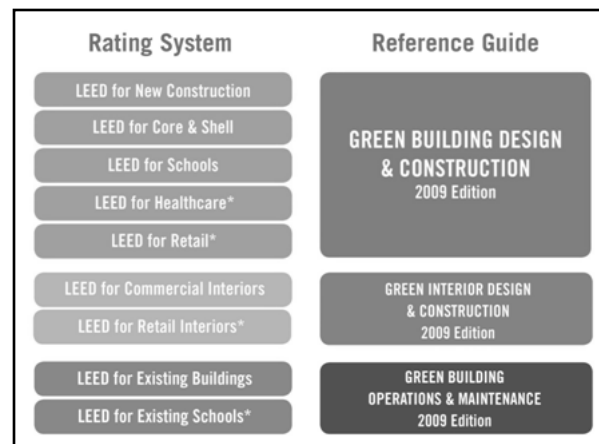 Rating System
LEED for New Construction
LEED for Core & Shell
LEED for Schools
LEED for Healthcare*
LEED for Retail*
LEED for Commercial Interiors
LEED for Retail Interiors*
LEED for Existing Buildings
LEED for Existing Schools*
Reference Guide
GREEN BUILDING DESIGN
& CONSTRUCTION
2009 Edition
GREEN INTERIOR DESIGN
& CONSTRUCTION
2009 Edition
GREEN BUILDING
OPERATIONS & MAINTENANCE
2009 Edition